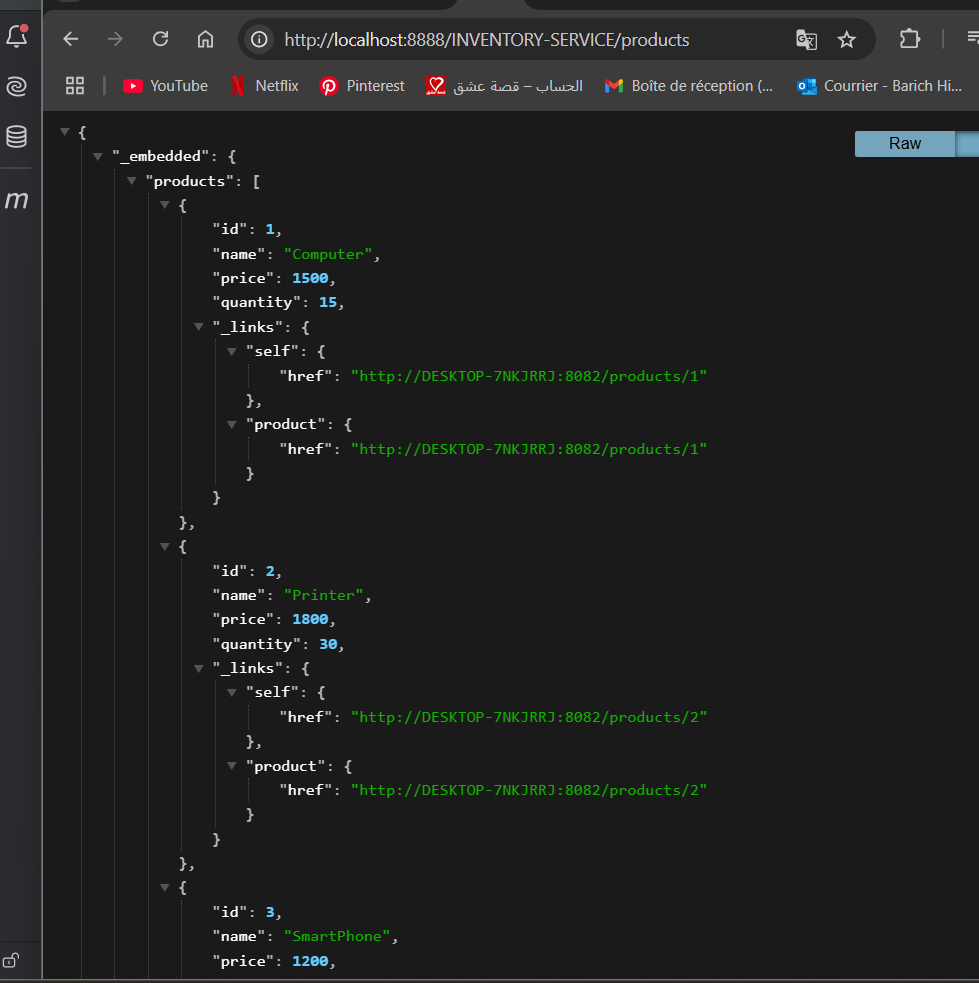 http://localhost:8888/INVENTORY-SERVICE/products
YouTube
Netflix
Pinterest
الحساب – قصة عشق
Boîte de réception (...
Courrier - Barich Hi...
m
Raw
{
"_embedded": {
"products": [
{
"id": 1,
"name": "Computer",
"price": 1500,
"quantity": 15,
"_links": {
"self": {
"href": "http://DESKTOP-7NKJRRJ:8082/products/1"
},
"product": {
"href": "http://DESKTOP-7NKJRRJ:8082/products/1"
}
}
},
{
"id": 2,
"name": "Printer",
"price": 1800,
"quantity": 30,
"_links": {
"self": {
"href": "http://DESKTOP-7NKJRRJ:8082/products/2"
},
"product": {
"href": "http://DESKTOP-7NKJRRJ:8082/products/2"
}
}
},
{
"id": 3,
"name": "SmartPhone",
"price": 1200,